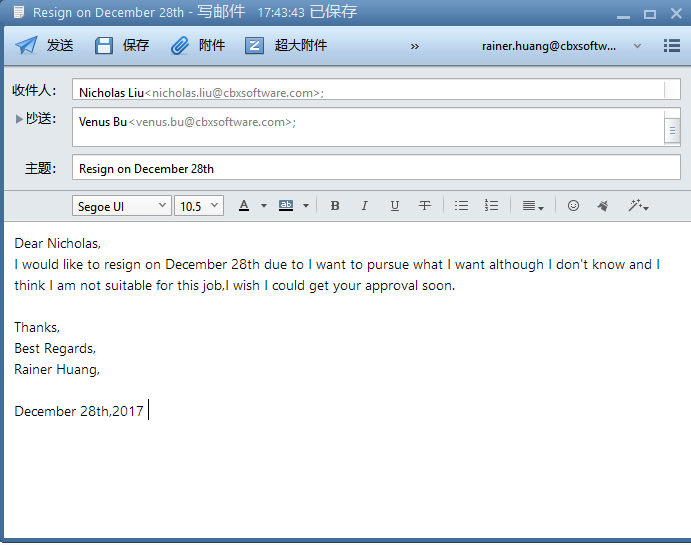 Resign on December 28th - 写邮件 17:43:43 已保存
发送 保存 附件 超大附件 » rainer.huang@cbxsoftw...
收件人: Nicholas Liu<nicholas.liu@cbxsoftware.com>;
抄送: Venus Bu<venus.bu@cbxsoftware.com>;
主题: Resign on December 28th
Segoe UI 10.5 A ab B I U T
Dear Nicholas,
I would like to resign on December 28th due to I want to pursue what I want although I don't know and I
think I am not suitable for this job,I wish I could get your approval soon.
Thanks,
Best Regards,
Rainer Huang,
December 28th,2017